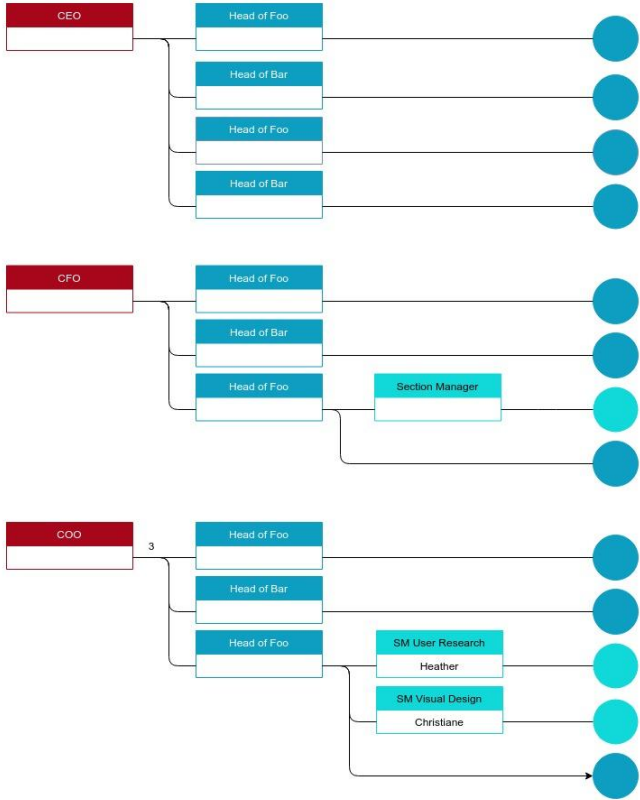 CEO
Head of Foo
Head of Bar
Head of Foo
Head of Bar
CFO
Head of Foo
Head of Bar
Head of Foo
Section Manager
COO
3
Head of Foo
Head of Bar
Head of Foo
SM User Research
Heather
SM Visual Design
Christiane